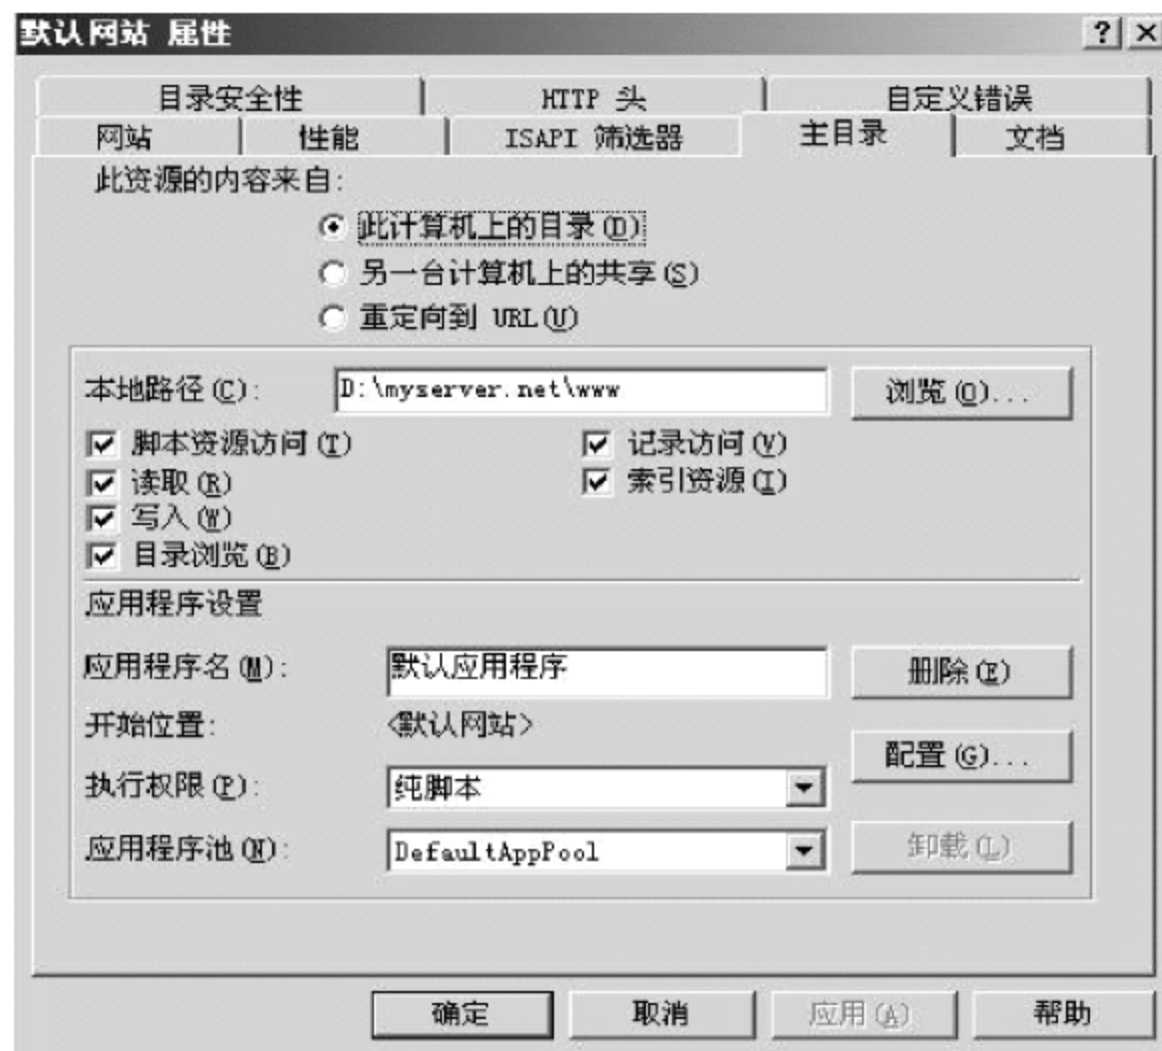 默认网站 属性
目录安全性 HTTP 头 自定义错误
网站 性能 ISAPI 筛选器 主目录 文档
此资源的内容来自:
此计算机上的目录(D)
另一台计算机上的共享(S)
重定向到 URL(U)
本地路径(C): D:\myserver.net\www 浏览(O)...
脚本资源访问(T) 记录访问(V)
读取(R) 索引资源(I)
写入(W)
目录浏览(B)
应用程序设置
应用程序名(M): 默认应用程序 删除(E)
开始位置: <默认网站>
配置(G)...
执行权限(P): 纯脚本
应用程序池(N): DefaultAppPool 卸载(L)
确定 取消 应用(A) 帮助